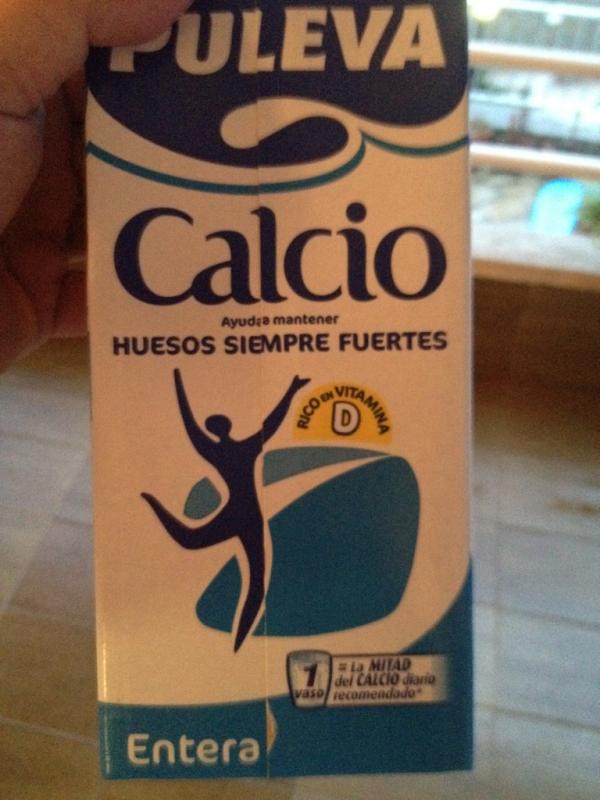 PULEVA
Calcio
Ayuda a mantener
HUESOS SIEMPRE FUERTES
RICO EN VITAMINA
D
1 vaso
= La MITAD
del CALCIO diario
recomendado*
Entera